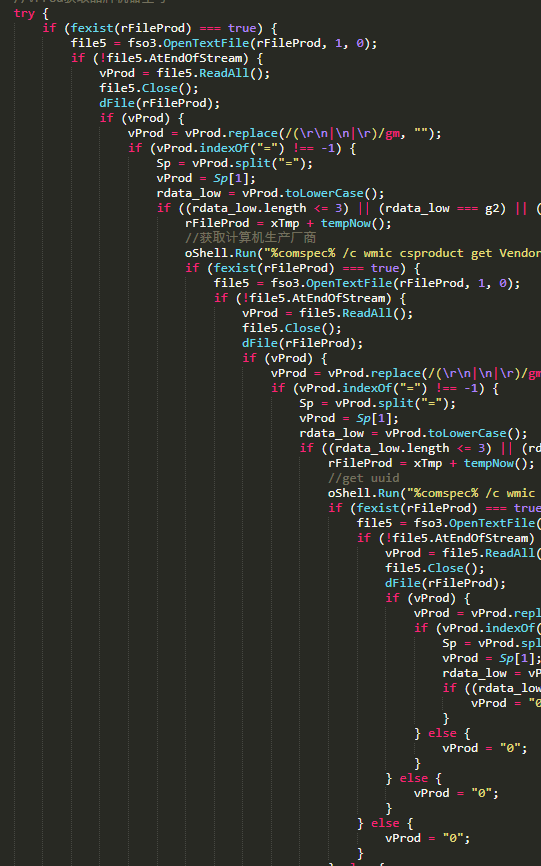 try {
if (fexist(rFileProd) === true) {
file5 = fso3.OpenTextFile(rFileProd, 1, 0);
if (!file5.AtEndOfStream) {
vProd = file5.ReadAll();
file5.Close();
dFile(rFileProd);
if (vProd) {
vProd = vProd.replace(/(\r\n|\n|\r)/gm, "");
if (vProd.indexOf("=") !== -1) {
Sp = vProd.split("=");
vProd = Sp[1];
rdata_low = vProd.toLowerCase();
if ((rdata_low.length <= 3) || (rdata_low === g2) || (
rFileProd = xTmp + tempNow();
//获取计算机生产厂商
oShell.Run("%comspec% /c wmic csproduct get Vendor
if (fexist(rFileProd) === true) {
file5 = fso3.OpenTextFile(rFileProd, 1, 0);
if (!file5.AtEndOfStream) {
vProd = file5.ReadAll();
file5.Close();
dFile(rFileProd);
if (vProd) {
vProd = vProd.replace(/(\r\n|\n|\r)/gm
if (vProd.indexOf("=") !== -1) {
Sp = vProd.split("=");
vProd = Sp[1];
rdata_low = vProd.toLowerCase();
if ((rdata_low.length <= 3) || (rd
rFileProd = xTmp + tempNow();
//get uuid
oShell.Run("%comspec% /c wmic
if (fexist(rFileProd) === true
file5 = fso3.OpenTextFile(
if (!file5.AtEndOfStream)
vProd = file5.ReadAll(
file5.Close();
dFile(rFileProd);
if (vProd) {
vProd = vProd.repl
if (vProd.indexOf(
Sp = vProd.spl
vProd = Sp[1];
rdata_low = vP
if ((rdata_low
vProd = "0
}
} else {
vProd = "0";
}
} else {
vProd = "0";
}
} else {
vProd = "0";
}